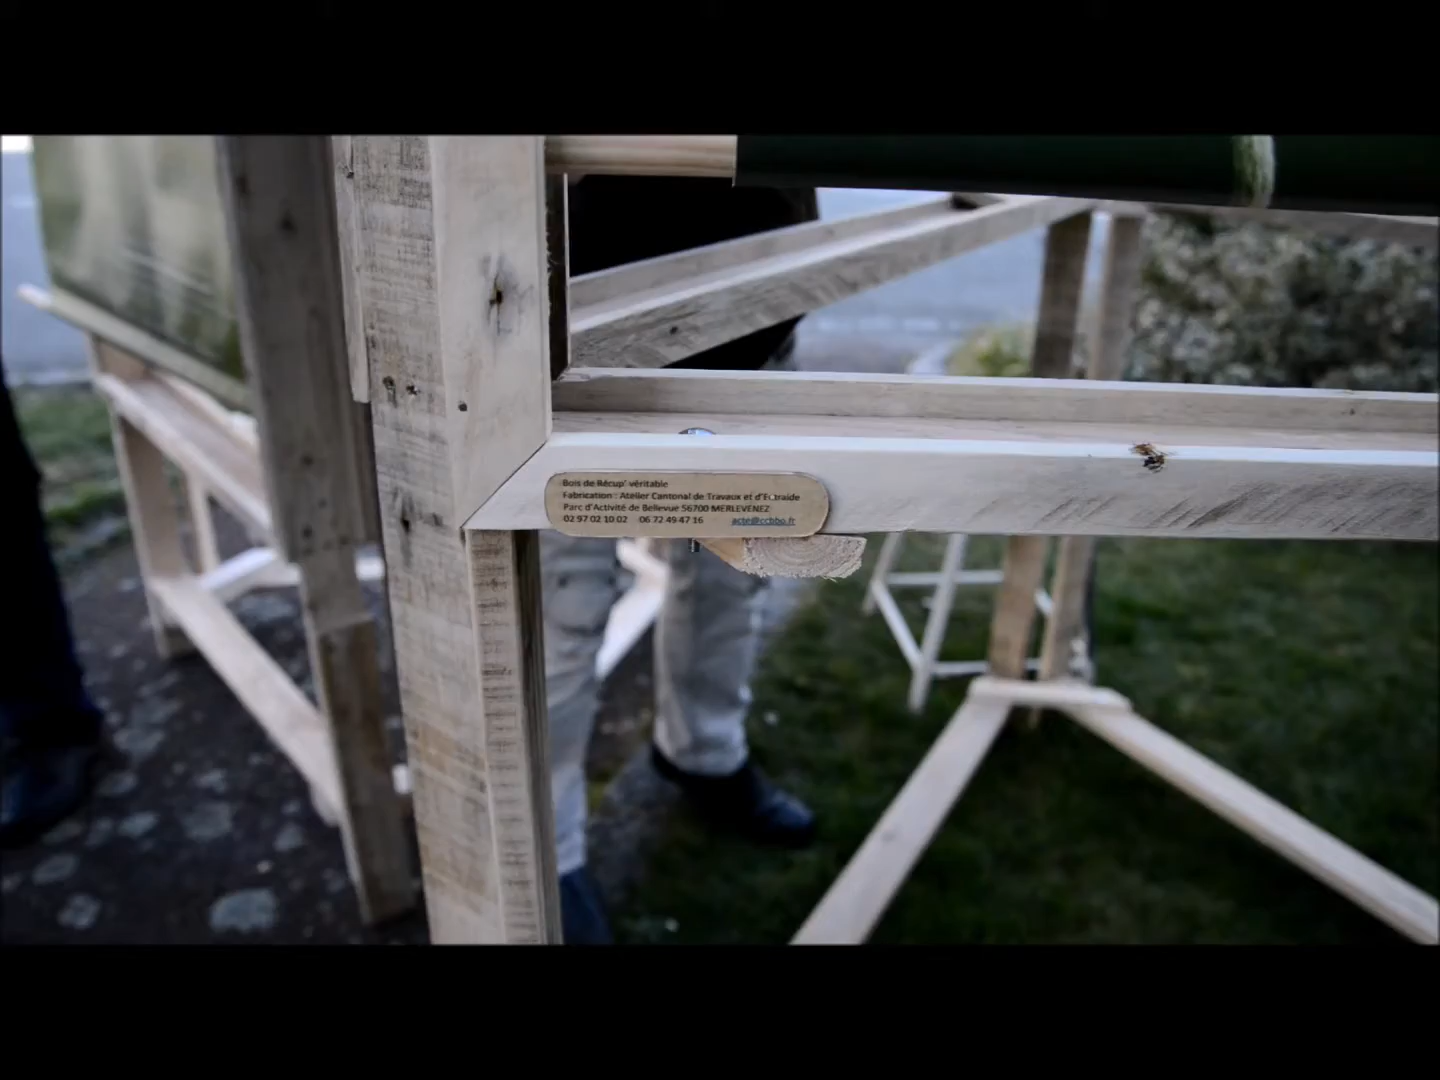 Bois de Récup' véritable
Fabrication : Atelier Cantonal de Travaux et d'Entraide
Parc d'Activité de Bellevue 56700 MERLEVENEZ
02 97 02 10 02 06 72 49 47 16 acte@ccbbo.fr